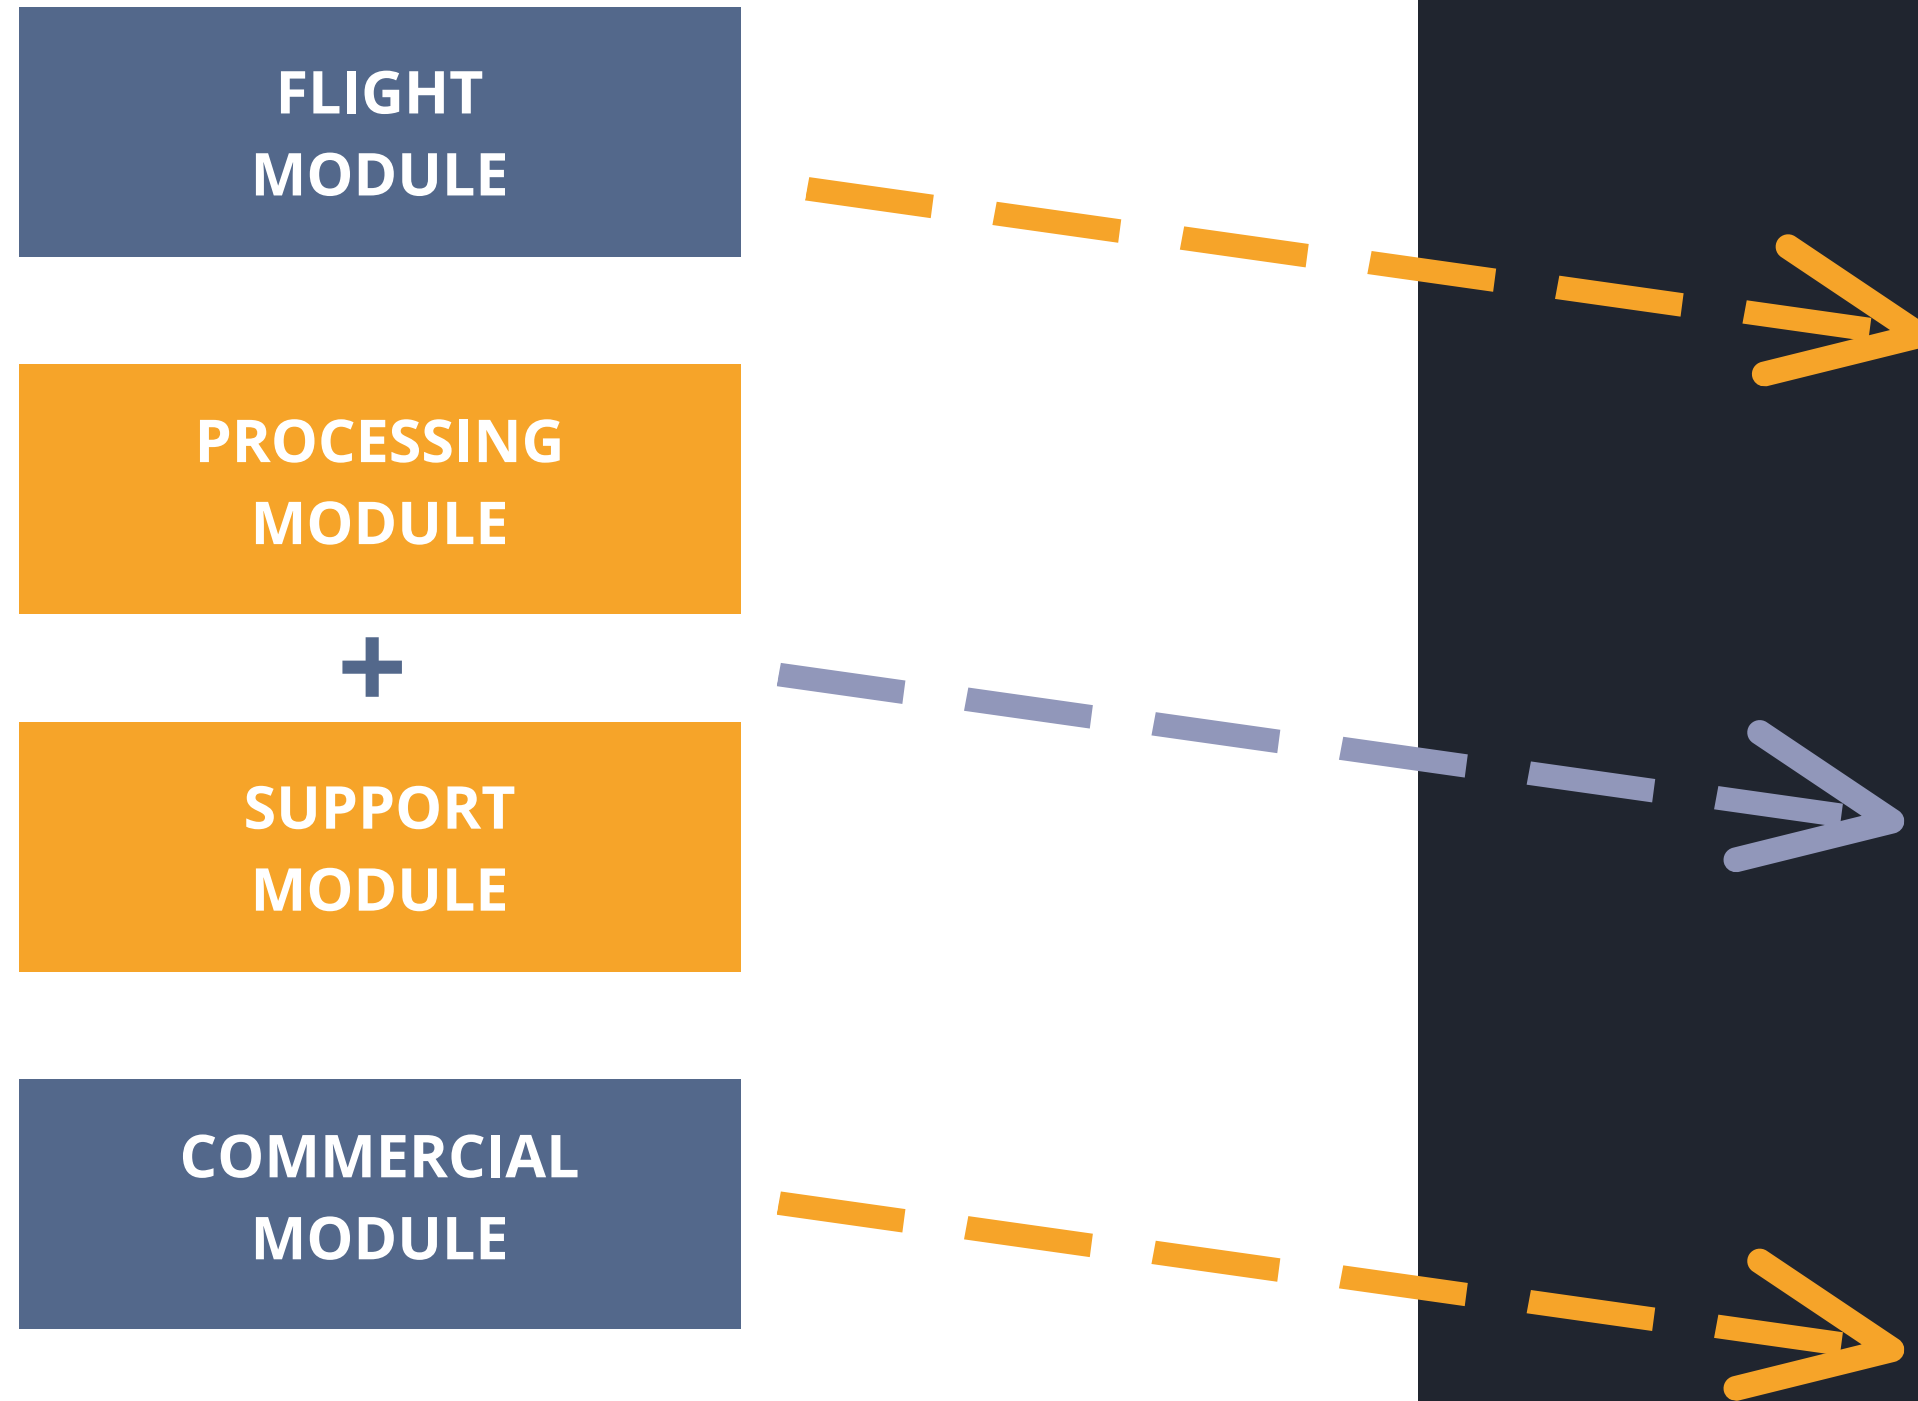 FLIGHT
MODULE
PROCESSING
MODULE
+
SUPPORT
MODULE
COMMERCIAL
MODULE